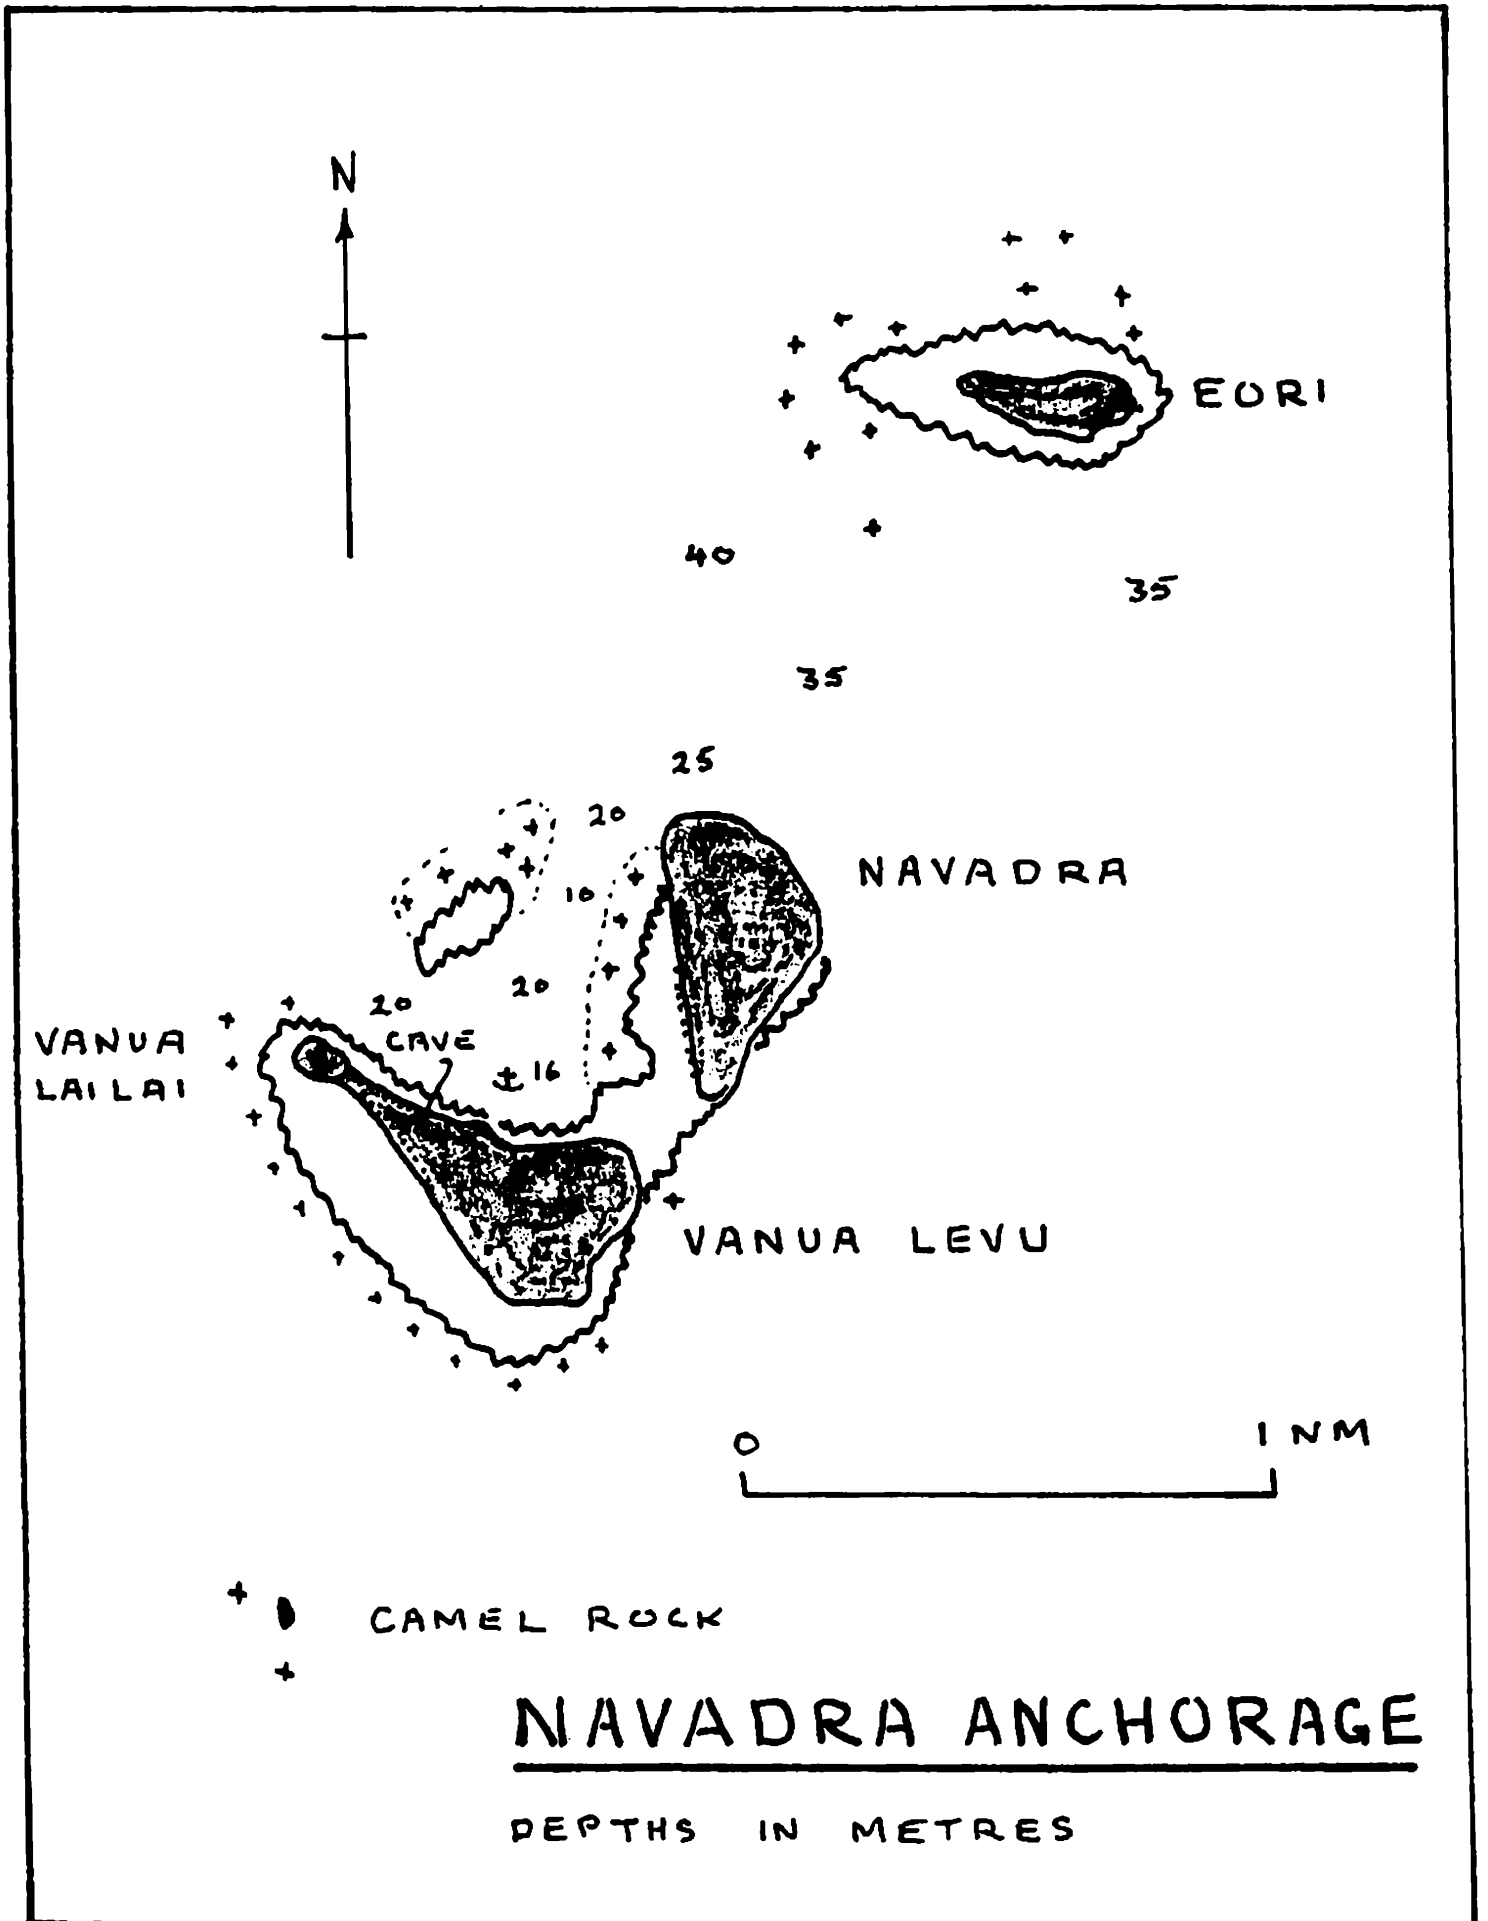 N
EORI
40
35
35
25
20
NAVADRA
10
20
20
VANUA
LAILAI
CAVE
16
VANUA LEVU
0
1 NM
CAMEL ROCK
NAVADRA ANCHORAGE
DEPTHS IN METRES